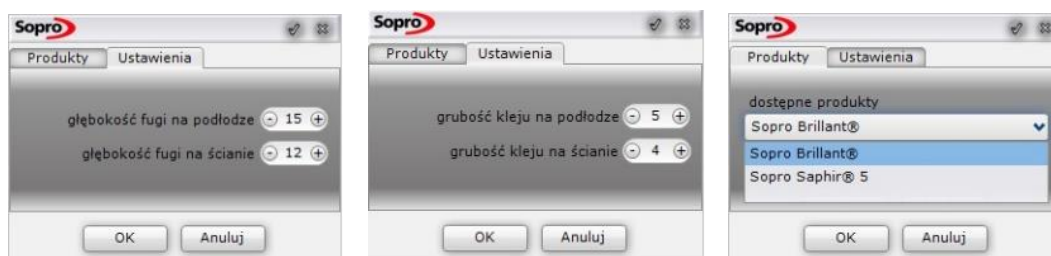 Sopro
Produkty Ustawienia
głębokość fugi na podłodze 15
głębokość fugi na ścianie 12
OK Anuluj
Sopro
Produkty Ustawienia
grubość kleju na podłodze 5
grubość kleju na ścianie 4
OK Anuluj
Sopro
Produkty Ustawienia
dostępne produkty
Sopro Brillant®
Sopro Brillant®
Sopro Saphir® 5
OK Anuluj